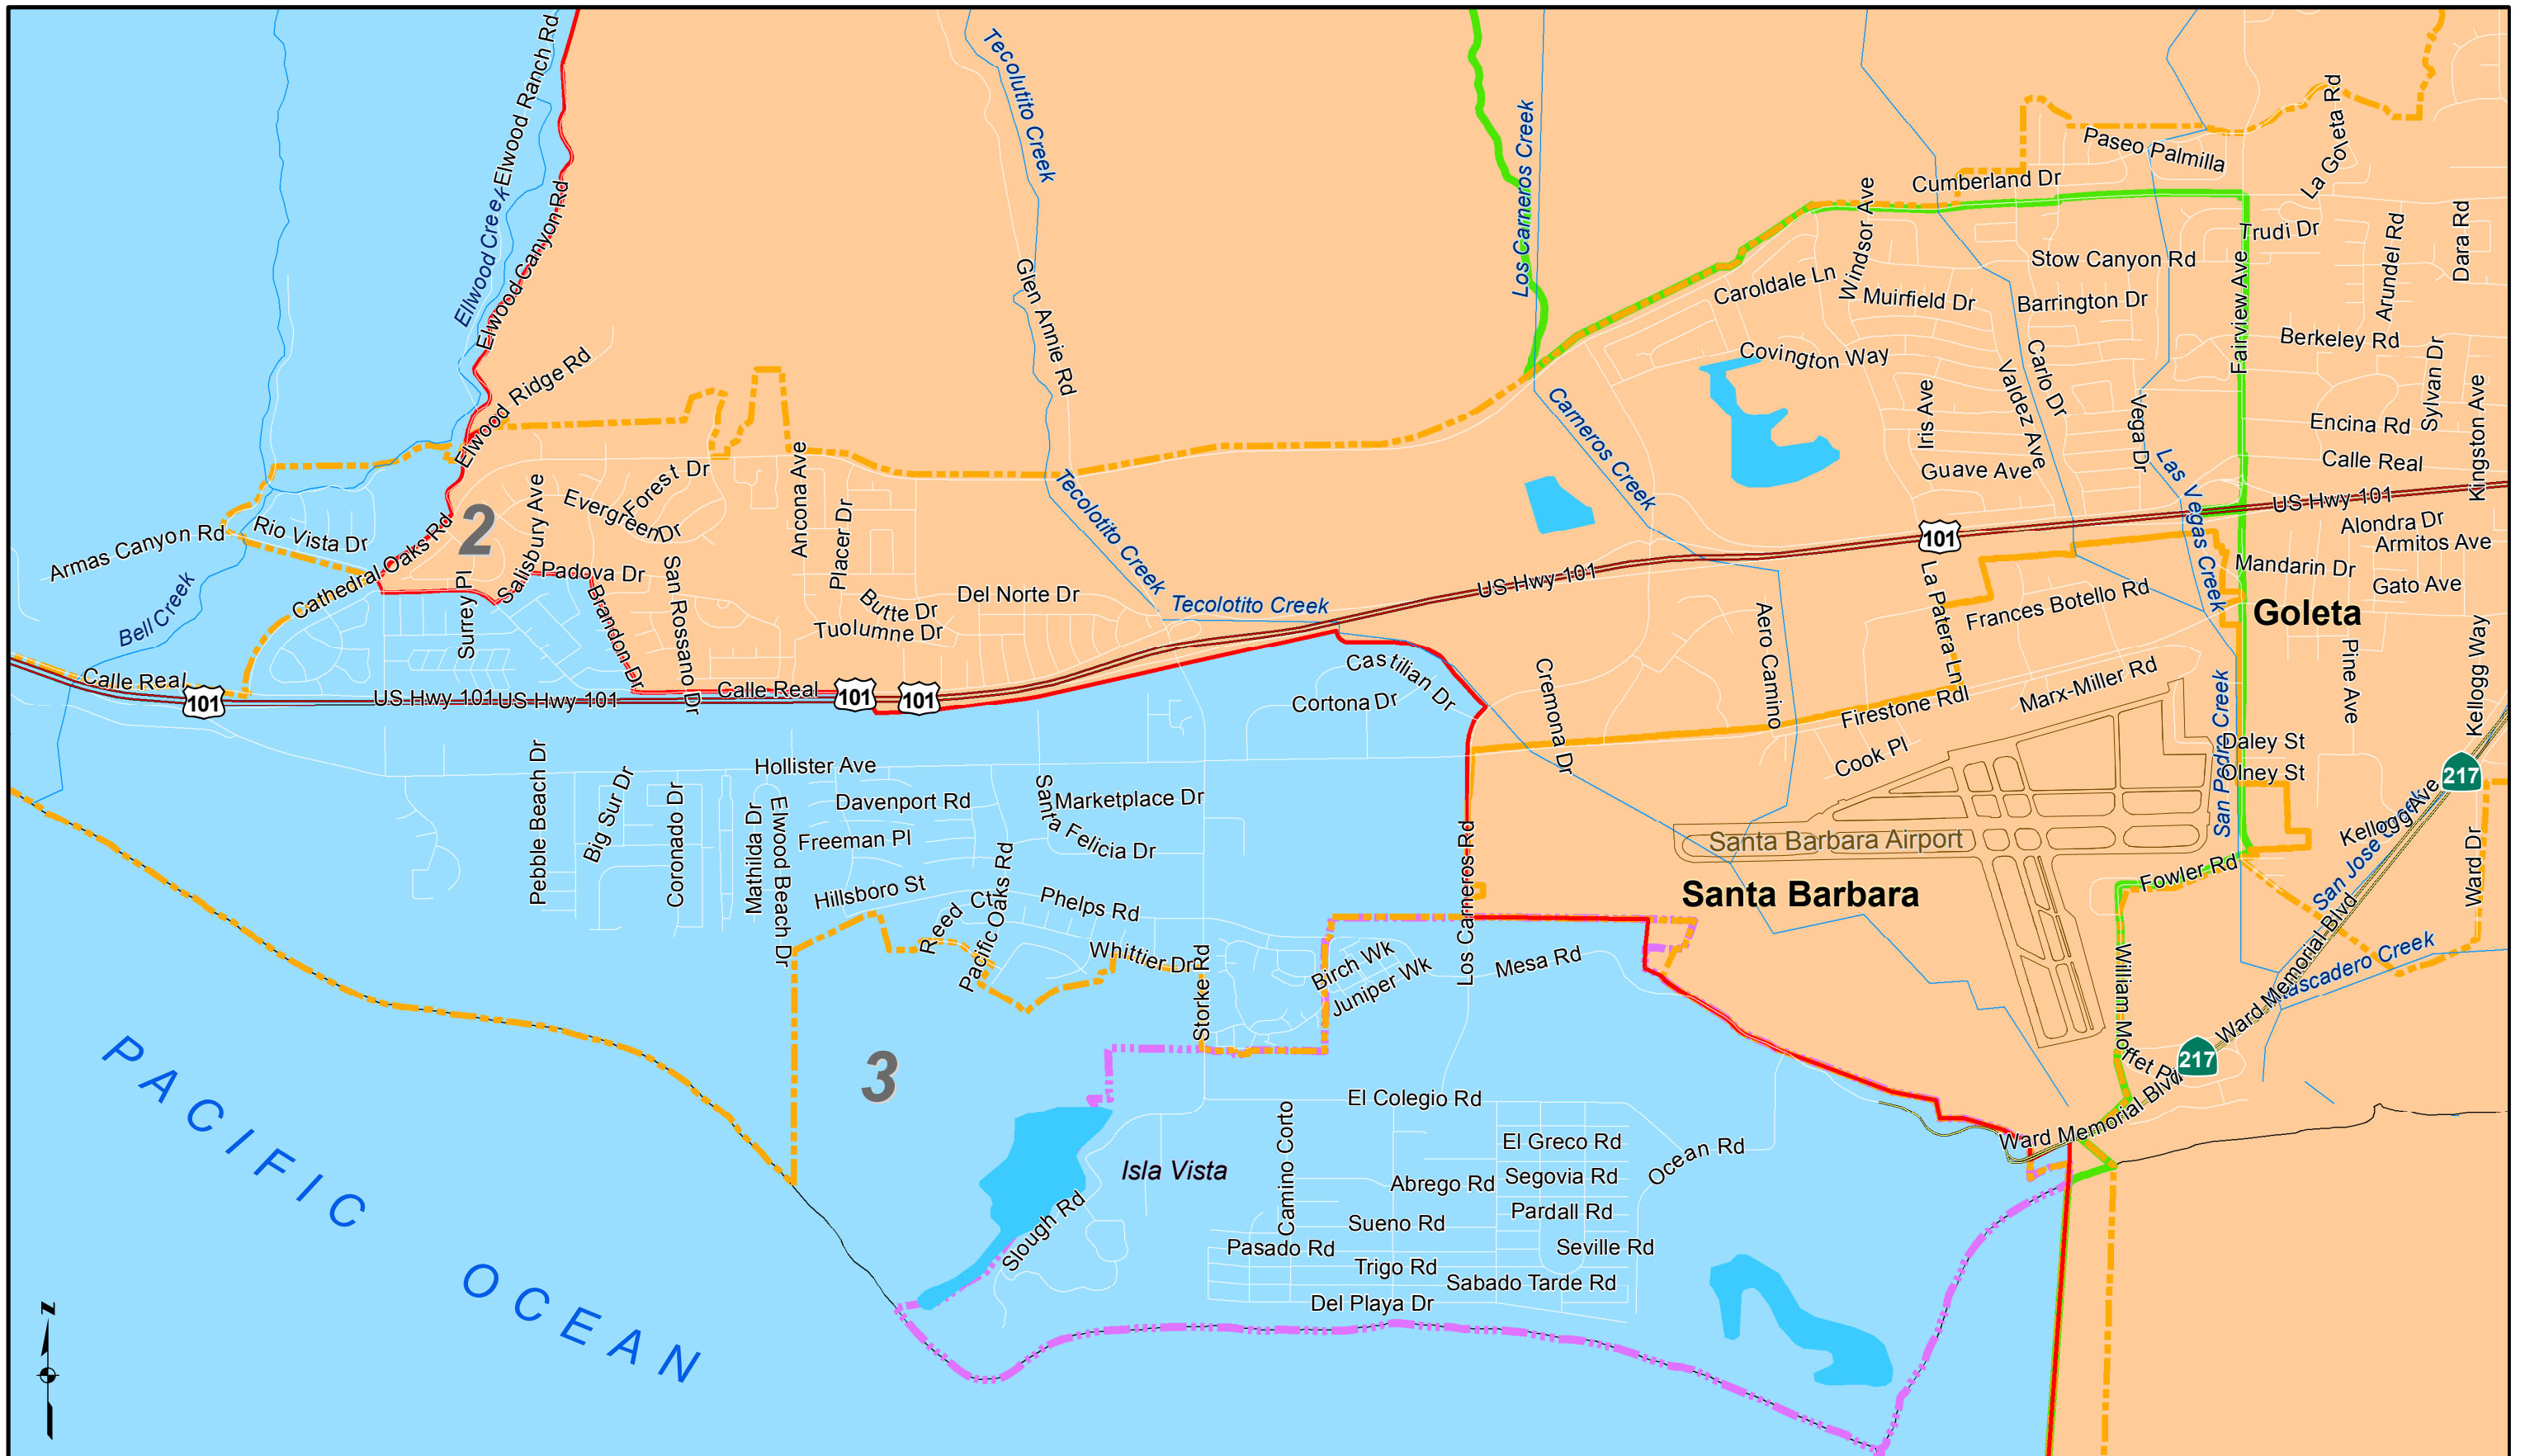 Elwood Ranch Rd
Tecolutito Creek
Los Carneros Creek
La Goveta Rd
Paseo Palmilla
Cumberland Dr
Windsor Ave
Ellwood Creek
Elwood Canyon Rd
Trudi Dr
Arundel Rd
Dara Rd
Stow Canyon Rd
Glen Annie Rd
Caroldale Ln
Muirfield Dr
Barrington Dr
Fairview Ave
Berkeley Rd
Covington Way
Carlo Dr
Valdez Ave
Sylvan Dr
Elwood Ridge Rd
Iris Ave
Vega Dr
Encina Rd
Kingston Ave
Carneros Creek
Calle Real
Guave Ave
Las Vegas Creek
US Hwy 101
Forest Dr
Evergreen Dr
Salisbury Ave
Ancona Ave
Placer Dr
Tecolotito Creek
2
101
Alondra Dr
Armitos Ave
Armas Canyon Rd
Rio Vista Dr
Cathedral Oaks Rd
Padova Dr
San Rossano Dr
Mandarin Dr
Gato Ave
US Hwy 101
La Patera Ln
Frances Botello Rd
Goleta
Bell Creek
Surrey Pl
Brandon Dr
Butte Dr
Tuolumne Dr
Del Norte Dr
Tecolotito Creek
Aero Camino
Pine Ave
Kellogg Way
Calle Real
101
US Hwy 101
US Hwy 101
Calle Real
101
101
Castilian Dr
Cortona Dr
Cremona Dr
Firestone Rdl
Marx-Miller Rd
San Pedro Creek
Cook Pl
Daley St
Olney St
217
Pebble Beach Dr
Big Sur Dr
Coronado Dr
Mathilda Dr
Elwood Beach Dr
Hollister Ave
Davenport Rd
Freeman Pl
Santa Felicia Dr
Marketplace Dr
Kellogg Ave
San Jose Creek
Ward Dr
Santa Barbara Airport
Santa Barbara
Los Carneros Rd
Hillsboro St
Reed Ct
Pacific Oaks Rd
Phelps Rd
Whittier Dr
Storke Rd
Birch Wk
Juniper Wk
Mesa Rd
Fowler Rd
William Moffet Pl
Ward Memorial Blvd
Atascadero Creek
217
Ward Memorial Blvd
3
PACIFIC
OCEAN
El Colegio Rd
Camino Corto
El Greco Rd
Isla Vista
Abrego Rd
Segovia Rd
Ocean Rd
Slough Rd
Sueno Rd
Pardall Rd
Pasado Rd
Seville Rd
Trigo Rd
Sabado Tarde Rd
Del Playa Dr
N